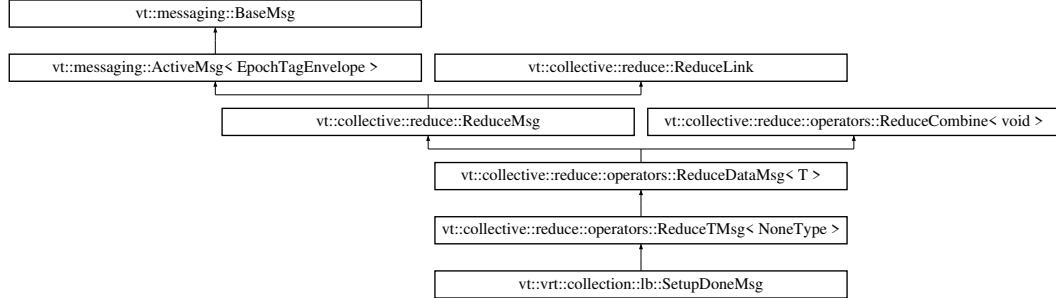 vt::messaging::BaseMsg
vt::messaging::ActiveMsg< EpochTagEnvelope >
vt::collective::reduce::ReduceLink
vt::collective::reduce::ReduceMsg
vt::collective::reduce::operators::ReduceCombine< void >
vt::collective::reduce::operators::ReduceDataMsg< T >
vt::collective::reduce::operators::ReduceTMsg< NoneType >
vt::vrt::collection::lb::SetupDoneMsg